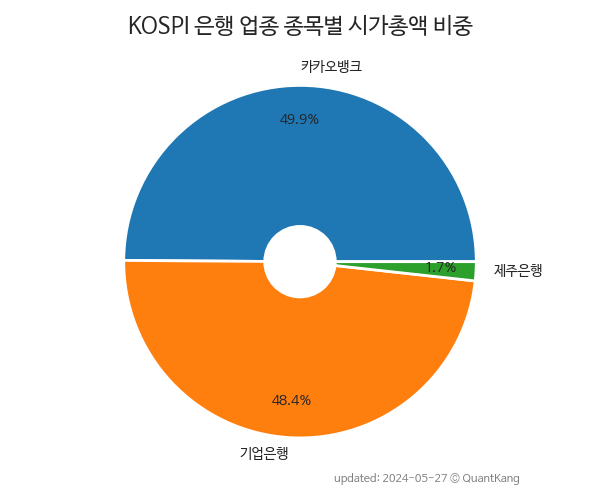 KOSPI 은행 업종 종목별 시가총액 비중
카카오뱅크
49.9%
1.7%
제주은행
48.4%
기업은행
updated: 2024-05-27 © QuantKang